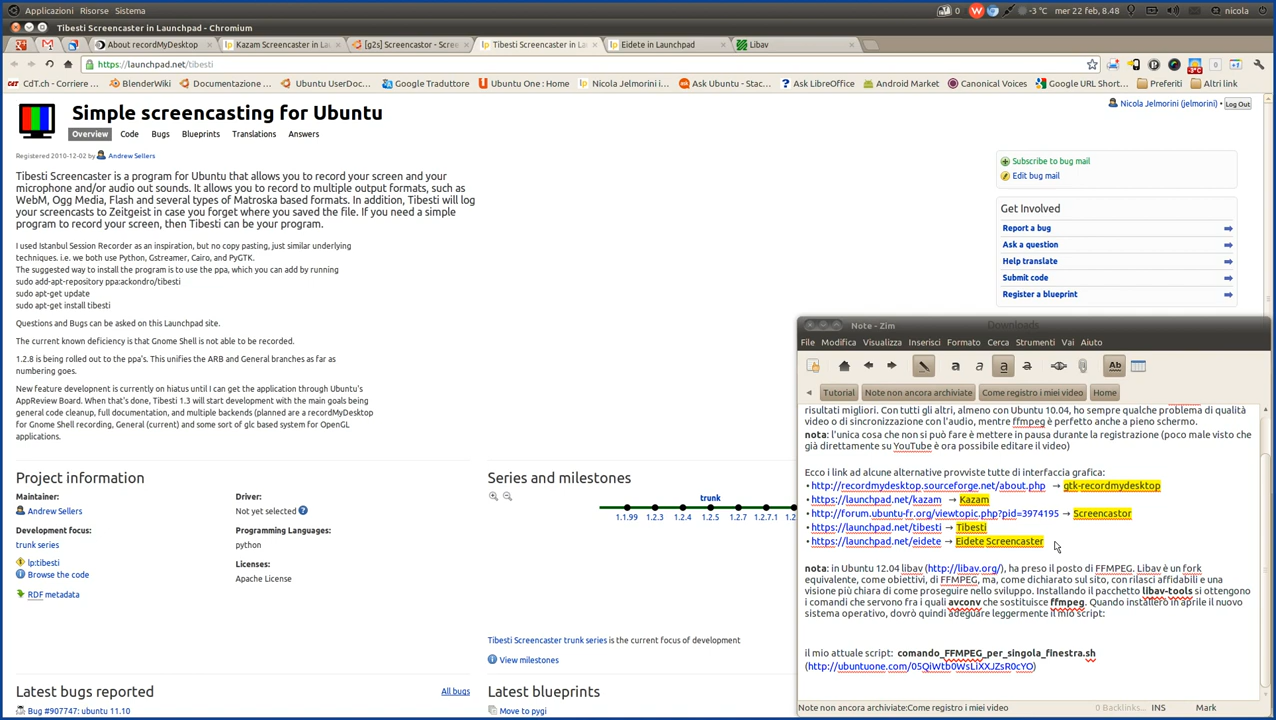 Applicazioni Risorse Sistema
0 -3 °C mer 22 feb, 8.48 nicola
Tibesti Screencaster in Launchpad - Chromium
About recordMyDesktop
Kazam Screencaster in Lau
[g2s] Screencastor - Scree
Tibesti Screencaster in Lau
Eidete in Launchpad
Libav
https://launchpad.net/tibesti
CdT.ch - Corriere ... BlenderWiki Documentazione ... Ubuntu UserDoc... Google Traduttore Ubuntu One : Home Nicola Jelmorini i... Ask Ubuntu - Stac... Ask LibreOffice Android Market Canonical Voices Google URL Short... Preferiti Altri link
Simple screencasting for Ubuntu
Nicola Jelmorini (jelmorini) Log Out
Overview Code Bugs Blueprints Translations Answers
Registered 2010-12-02 by Andrew Sellers
Tibesti Screencaster is a program for Ubuntu that allows you to record your screen and your
microphone and/or audio out sounds. It allows you to record to multiple output formats, such as
WebM, Ogg Media, Flash and several types of Matroska based formats. In addition, Tibesti will log
your screencasts to Zeitgeist in case you forget where you saved the file. If you need a simple
program to record your screen, then Tibesti can be your program.
I used Istanbul Session Recorder as an inspiration, but no copy pasting, just similar underlying
techniques. i.e. we both use Python, Gstreamer, Cairo, and PyGTK.
The suggested way to install the program is to use the ppa, which you can add by running
sudo add-apt-repository ppa:ackondro/tibesti
sudo apt-get update
sudo apt-get install tibesti
Questions and Bugs can be asked on this Launchpad site.
The current known deficiency is that Gnome Shell is not able to be recorded.
1.2.8 is being rolled out to the ppa's. This unifies the ARB and General branches as far as
numbering goes.
New feature development is currently on hiatus until I can get the application through Ubuntu's
AppReview Board. When that's done, Tibesti 1.3 will start development with the main goals being
general code cleanup, full documentation, and multiple backends (planned are a recordMyDesktop
for Gnome Shell recording, General (current) and some sort of glc based system for OpenGL
applications.
Subscribe to bug mail
Edit bug mail
Get Involved
Report a bug
Ask a question
Help translate
Submit code
Register a blueprint
Project information
Maintainer:
Andrew Sellers
Driver:
Not yet selected
Development focus:
trunk series
Programming Languages:
python
lp:tibesti
Browse the code
Licenses:
Apache License
RDF metadata
Series and milestones
trunk
1.1.99 1.2.3 1.2.4 1.2.5 1.2.7 1.2.7.1
Tibesti Screencaster trunk series is the current focus of development
View milestones
Latest bugs reported All bugs
Bug #907747: ubuntu 11.10
Latest blueprints
Move to pygi
Note - Zim
Downloads
File Modifica Visualizza Inserisci Formato Cerca Strumenti Vai Aiuto
a a a a Ab
Tutorial Note non ancora archiviate Come registro i miei video Home
risultati migliori. Con tutti gli altri, almeno con Ubuntu 10.04, ho sempre qualche problema di qualità
video o di sincronizzazione con l'audio, mentre ffmpeg è perfetto anche a pieno schermo.
nota: l'unica cosa che non si può fare è mettere in pausa durante la registrazione (poco male visto che
già direttamente su YouTube è ora possibile editare il video)
Ecco i link ad alcune alternative provviste tutte di interfaccia grafica:
• http://recordmydesktop.sourceforge.net/about.php → gtk-recordmydesktop
• https://launchpad.net/kazam → Kazam
• http://forum.ubuntu-fr.org/viewtopic.php?pid=3974195 → Screencastor
• https://launchpad.net/tibesti → Tibesti
• https://launchpad.net/eidete → Eidete Screencaster
nota: in Ubuntu 12.04 libav (http://libav.org/), ha preso il posto di FFMPEG. Libav è un fork
equivalente, come obiettivi, di FFMPEG, ma, come dichiarato sul sito, con rilasci affidabili e una
visione più chiara di come proseguire nello sviluppo. Installando il pacchetto libav-tools si ottengono
i comandi che servono fra i quali avconv che sostituisce ffmpeg. Quando installerò in aprile il nuovo
sistema operativo, dovrò quindi adeguare leggermente il mio script:
il mio attuale script: comando_FFMPEG_per_singola_finestra.sh
(http://ubuntuone.com/05QiWtb0WsLiXXJZsR0cYO)
Note non ancora archiviate:Come registro i miei video 0 Backlinks... INS Mark